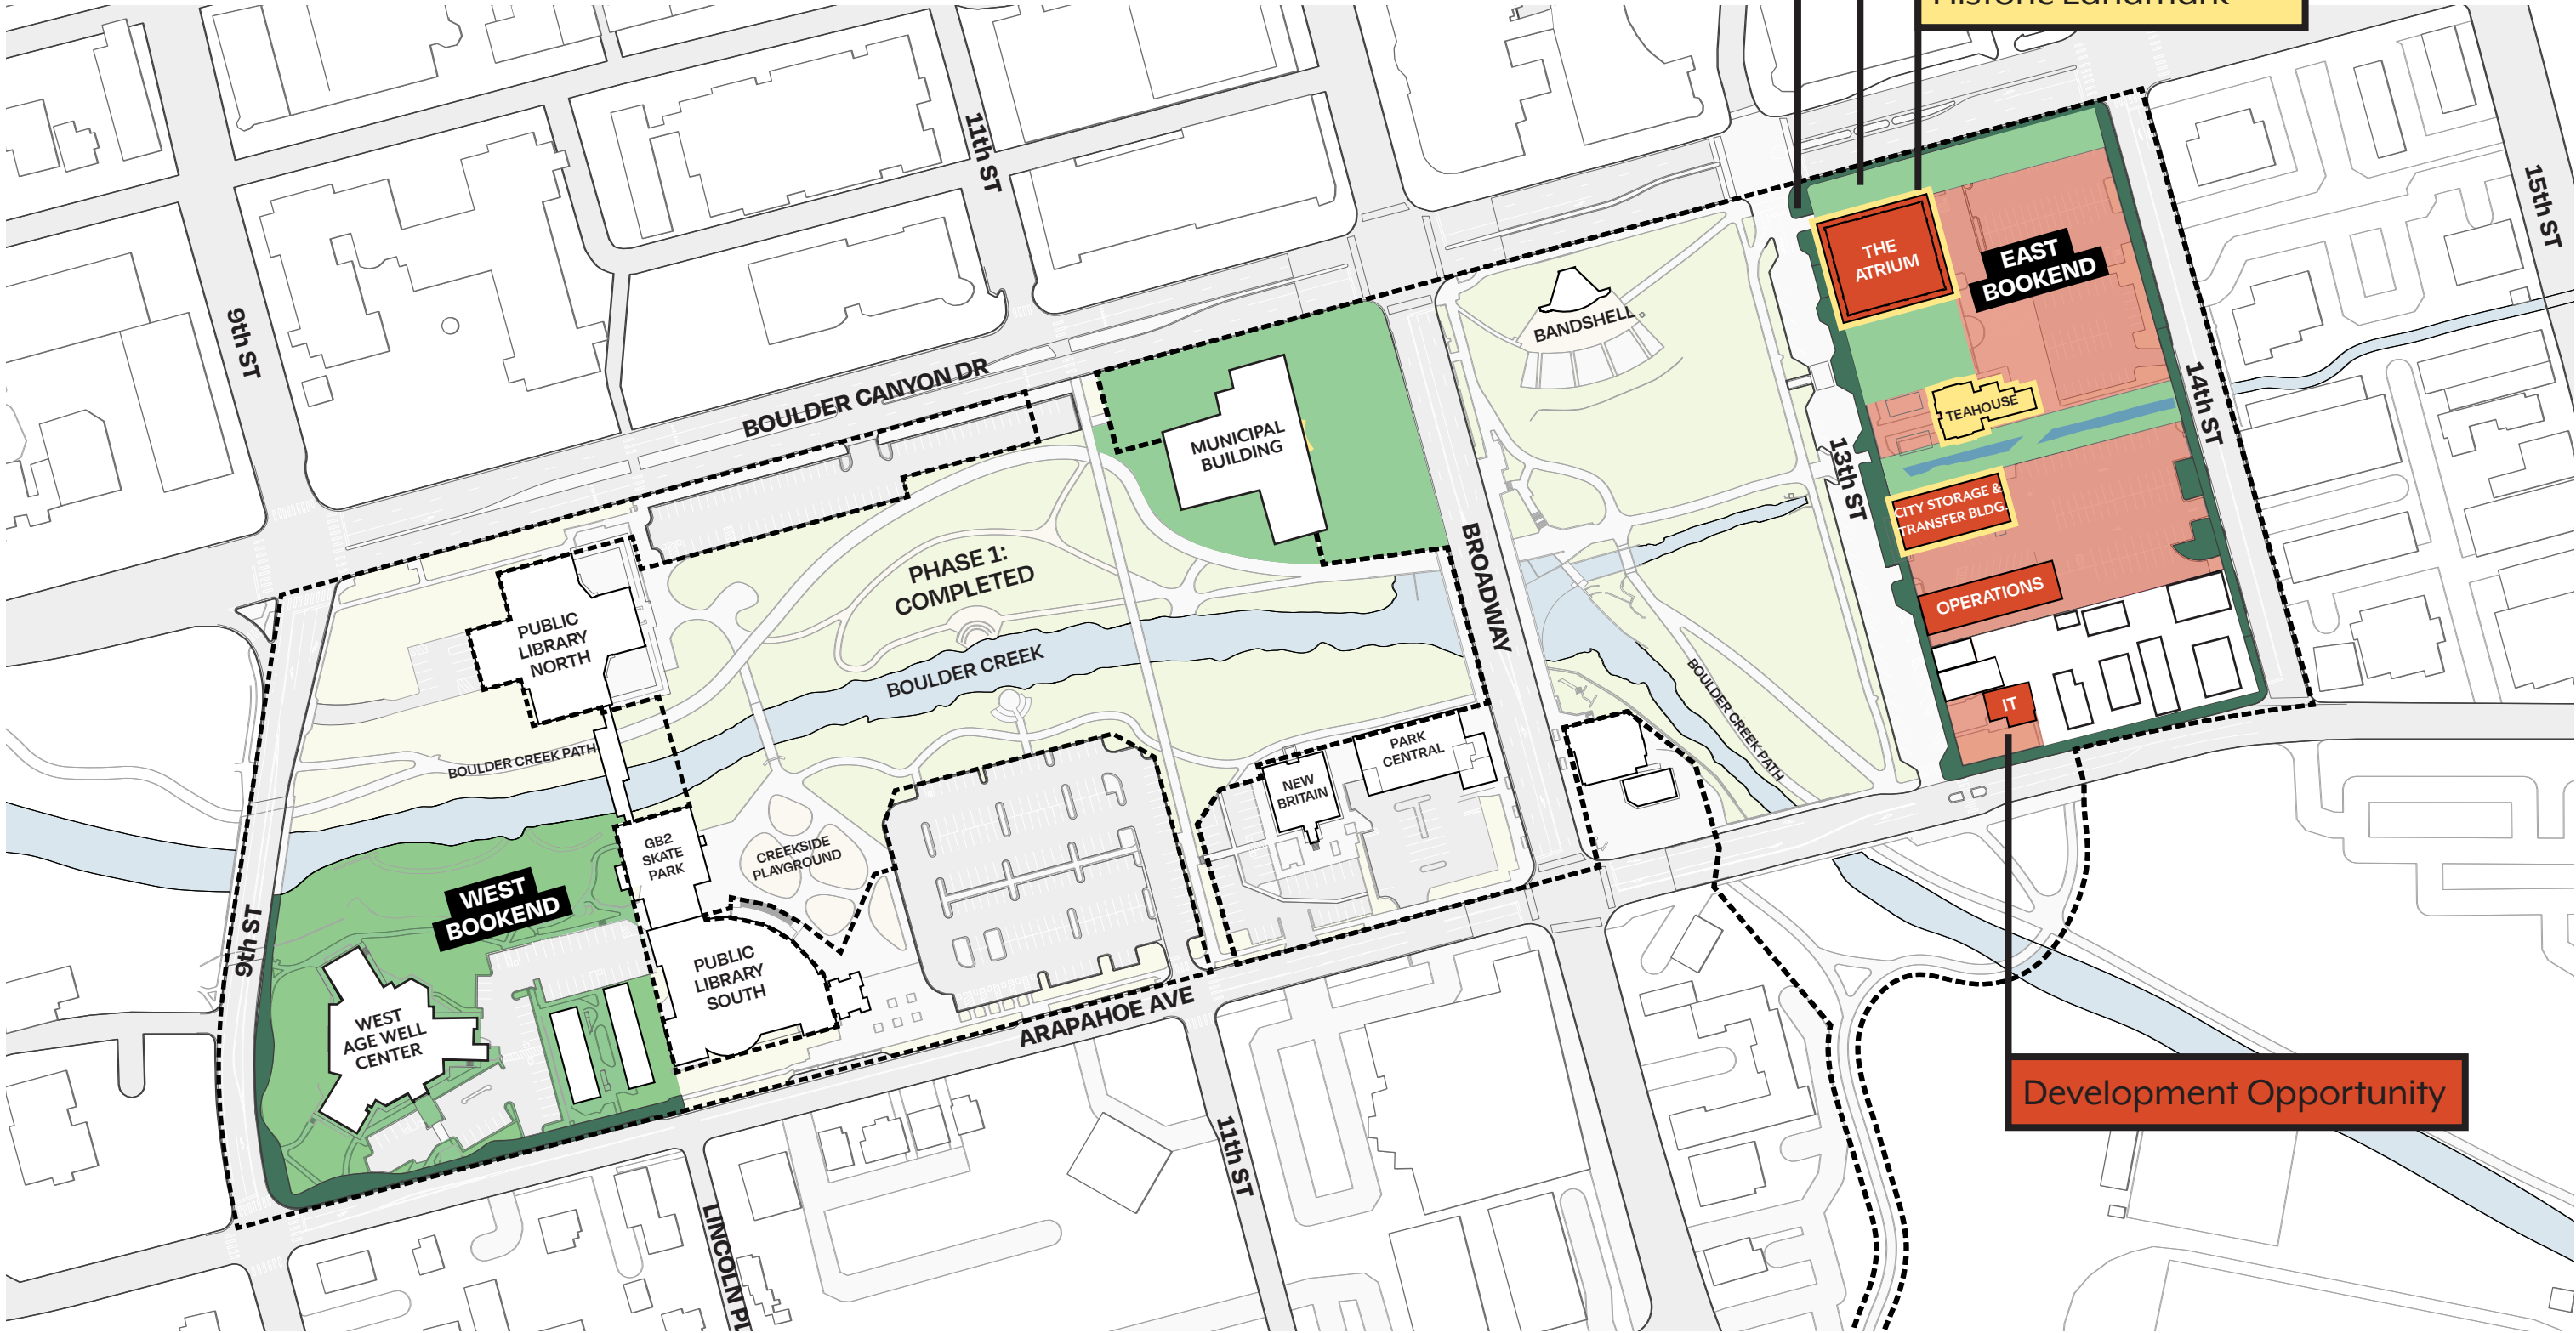 Historic Landmark
11th ST
15th ST
9th ST
THE
ATRIUM
EAST
BOOKEND
BANDSHELL
BOULDER CANYON DR
MUNICIPAL
BUILDING
TEAHOUSE
14th ST
13th ST
CITY STORAGE &
TRANSFER BLDG.
BROADWAY
PHASE 1:
COMPLETED
OPERATIONS
PUBLIC
LIBRARY
NORTH
BOULDER CREEK
BOULDER CREEK PATH
IT
BOULDER CREEK PATH
PARK
CENTRAL
NEW
BRITAIN
GB2
SKATE
PARK
CREEKSIDE
PLAYGROUND
WEST
BOOKEND
9th ST
PUBLIC
LIBRARY
SOUTH
WEST
AGE WELL
CENTER
ARAPAHOE AVE
Development Opportunity
11th ST
LINCOLN PL